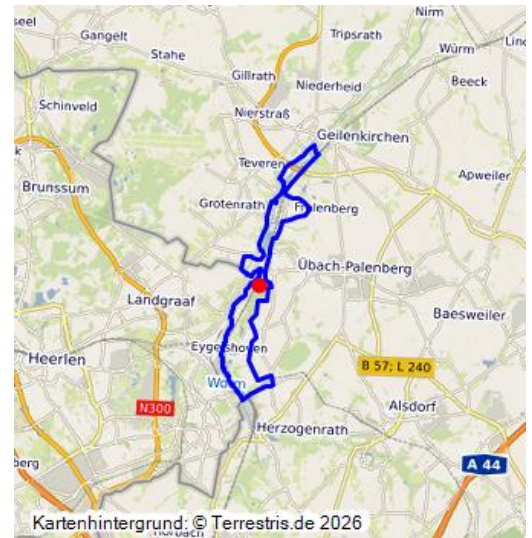 Nirm
Gangelt
Tripsrath
Stahe
Würm
Gillrath
Beeck
Niederheid
Schinveld
Nierstraß
Geilenkirchen
Teveren
Apweiler
Brunssum
Grotenrath
Frelenberg
Übach-Palenberg
Landgraaf
Baesweiler
Eygelshoven
Heerlen
B 57; L 240
Worm
N300
Alsdorf
Herzogenrath
A 44
Kartenhintergrund: © Terrestris.de 2026